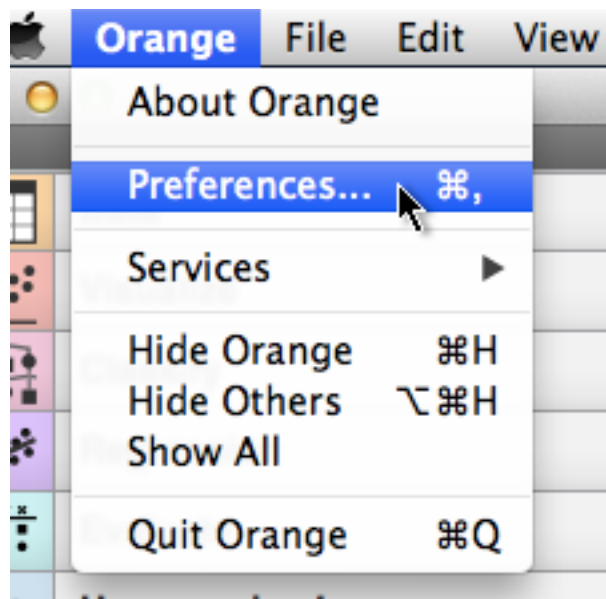 Orange File Edit View
About Orange
Preferences... ⌘,
Services ▶
Hide Orange ⌘H
Hide Others ⌥⌘H
Show All
Quit Orange ⌘Q